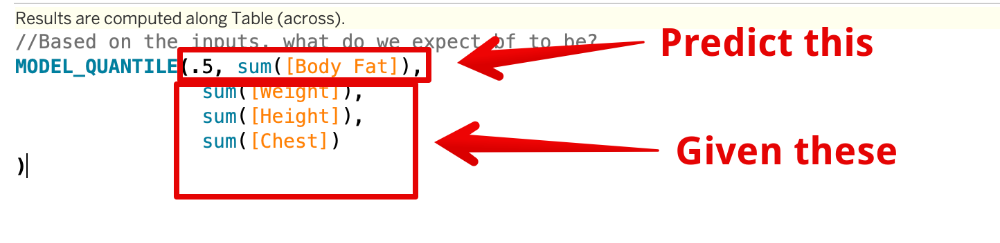 Results are computed along Table (across).
//Based on the inputs, what do we expect bf to be?
Predict this
MODEL_QUANTILE(.5, sum([Body Fat]),
sum([Weight]),
sum([Height]),
sum([Chest])
Given these
)